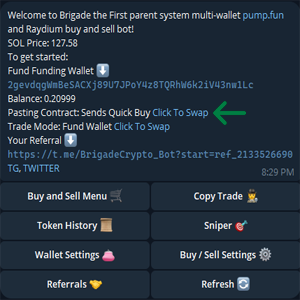 Welcome to Brigade the First parent system multi-wallet pump.fun
and Raydium buy and sell bot!
SOL Price: 127.58
To get started:
Fund Funding Wallet ⬇️
2gevdqgWmBeSACXj89U7JPoY4z8TQRhW6k2iV43nw1Lc
Balance: 0.20999
Pasting Contract: Sends Quick Buy Click To Swap
Trade Mode: Fund Wallet Click To Swap
Your Referral ⬇️
https://t.me/BrigadeCrypto_Bot?start=ref_2133526690
TG, TWITTER
8:29 PM
Buy and Sell Menu 🛒
Copy Trade 🕵️
Token History 📜
Sniper 🎯
Wallet Settings 👛
Buy / Sell Settings ⚙️
Referrals 🤝
Refresh 🔄